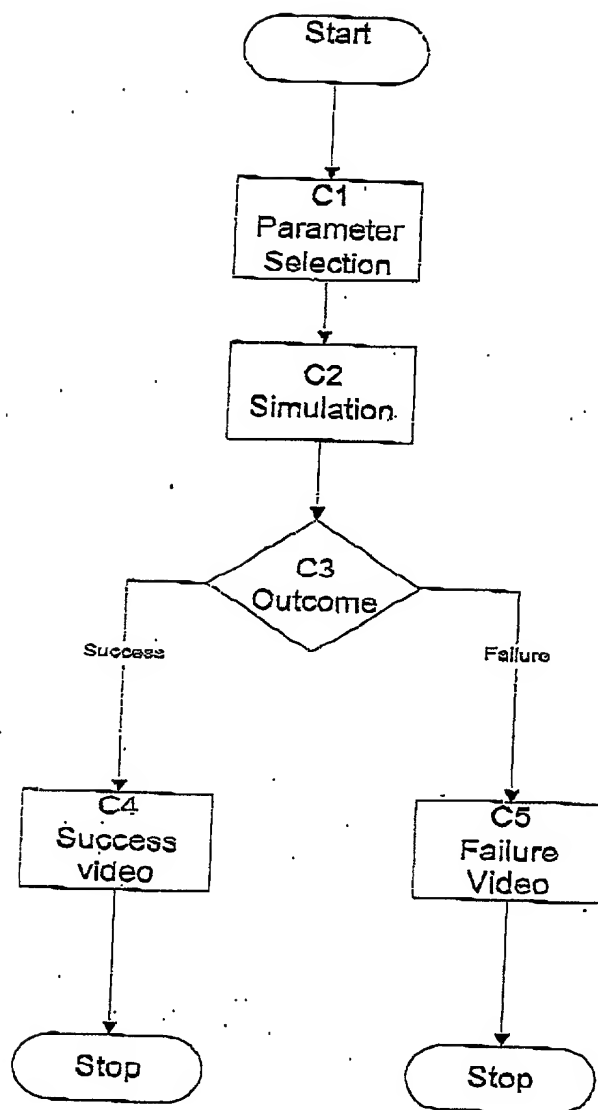 Start
C1
Parameter
Selection
C2
Simulation
C3
Outcome
Success
Failure
C4
Success
video
C5
Failure
Video
Stop
Stop